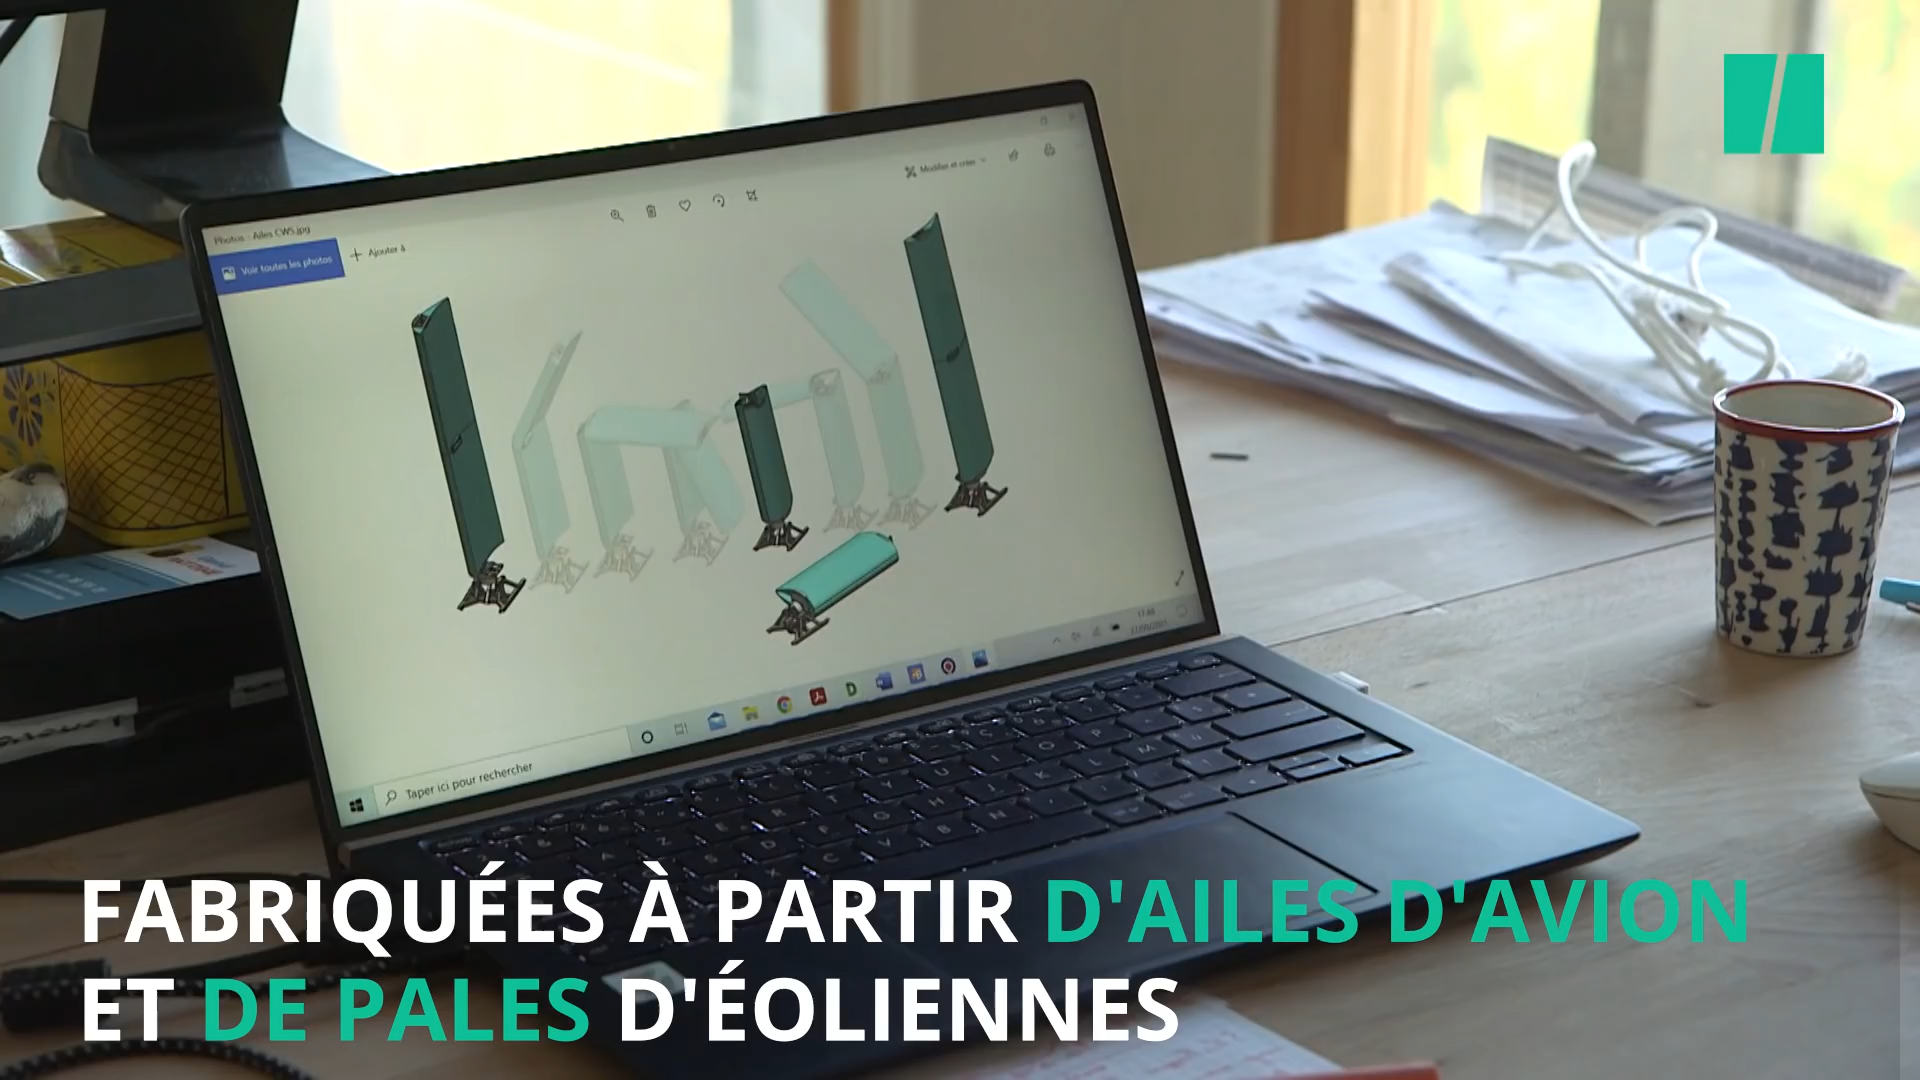 Photos - Ailes CWS.jpg
Voir toutes les photos
Ajouter à
Modifier et créer
Taper ici pour rechercher
FABRIQUÉES À PARTIR D'AILES D'AVION
ET DE PALES D'ÉOLIENNES